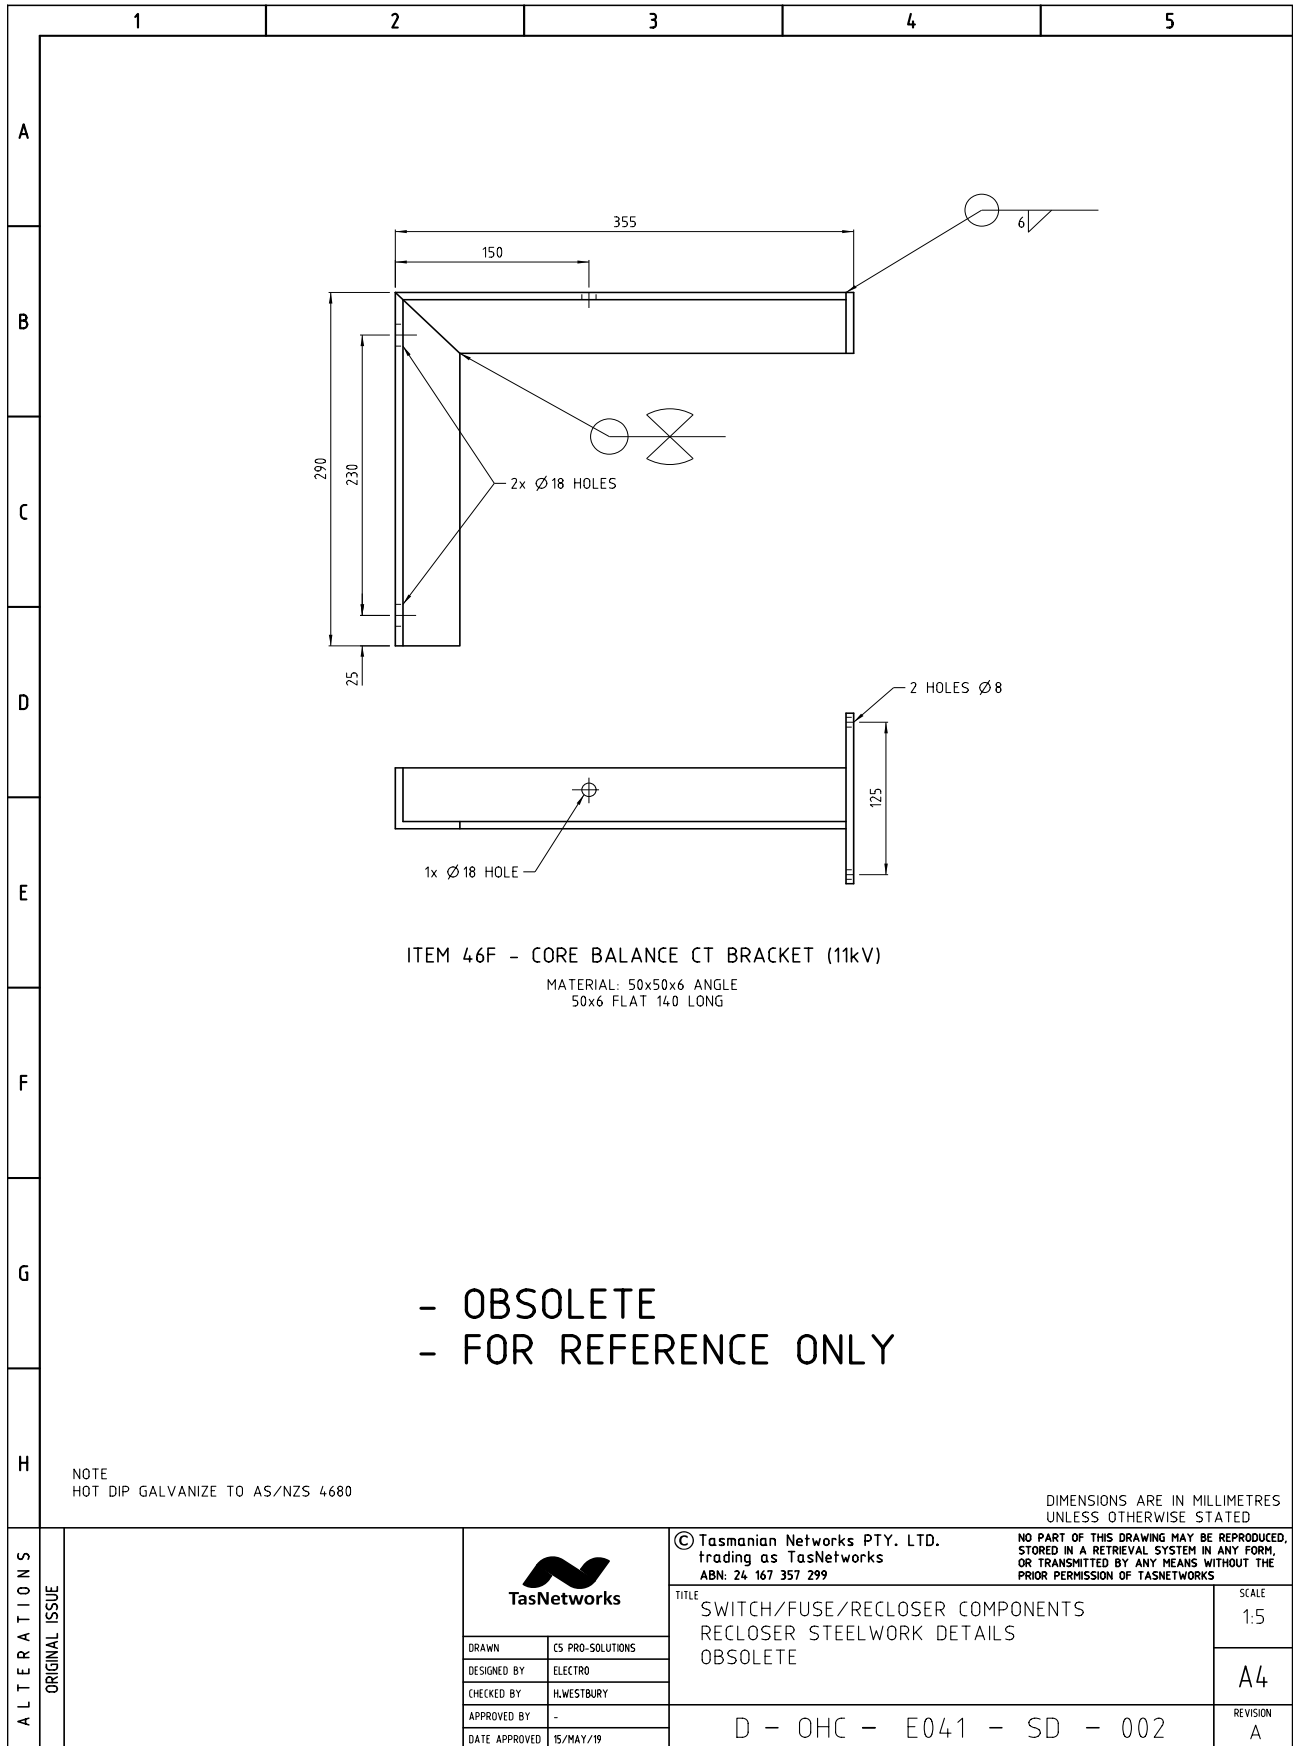 1 2 3 4 5
A
B
C
D
E
F
G
H
355
150
6
290
230
25
2x Ø18 HOLES
2 HOLES Ø8
125
1x Ø18 HOLE
ITEM 46F - CORE BALANCE CT BRACKET (11kV)
MATERIAL: 50x50x6 ANGLE
50x6 FLAT 140 LONG
- OBSOLETE
- FOR REFERENCE ONLY
NOTE
HOT DIP GALVANIZE TO AS/NZS 4680
DIMENSIONS ARE IN MILLIMETRES
UNLESS OTHERWISE STATED
ALTERATIONS
ORIGINAL ISSUE
TasNetworks
DRAWN CS PRO-SOLUTIONS
DESIGNED BY ELECTRO
CHECKED BY H.WESTBURY
APPROVED BY -
DATE APPROVED 15/MAY/19
© Tasmanian Networks PTY. LTD.
trading as TasNetworks
ABN: 24 167 357 299
NO PART OF THIS DRAWING MAY BE REPRODUCED,
STORED IN A RETRIEVAL SYSTEM IN ANY FORM,
OR TRANSMITTED BY ANY MEANS WITHOUT THE
PRIOR PERMISSION OF TASNETWORKS
TITLE
SWITCH/FUSE/RECLOSER COMPONENTS
RECLOSER STEELWORK DETAILS
OBSOLETE
SCALE
1:5
A4
D - OHC - E041 - SD - 002
REVISION
A